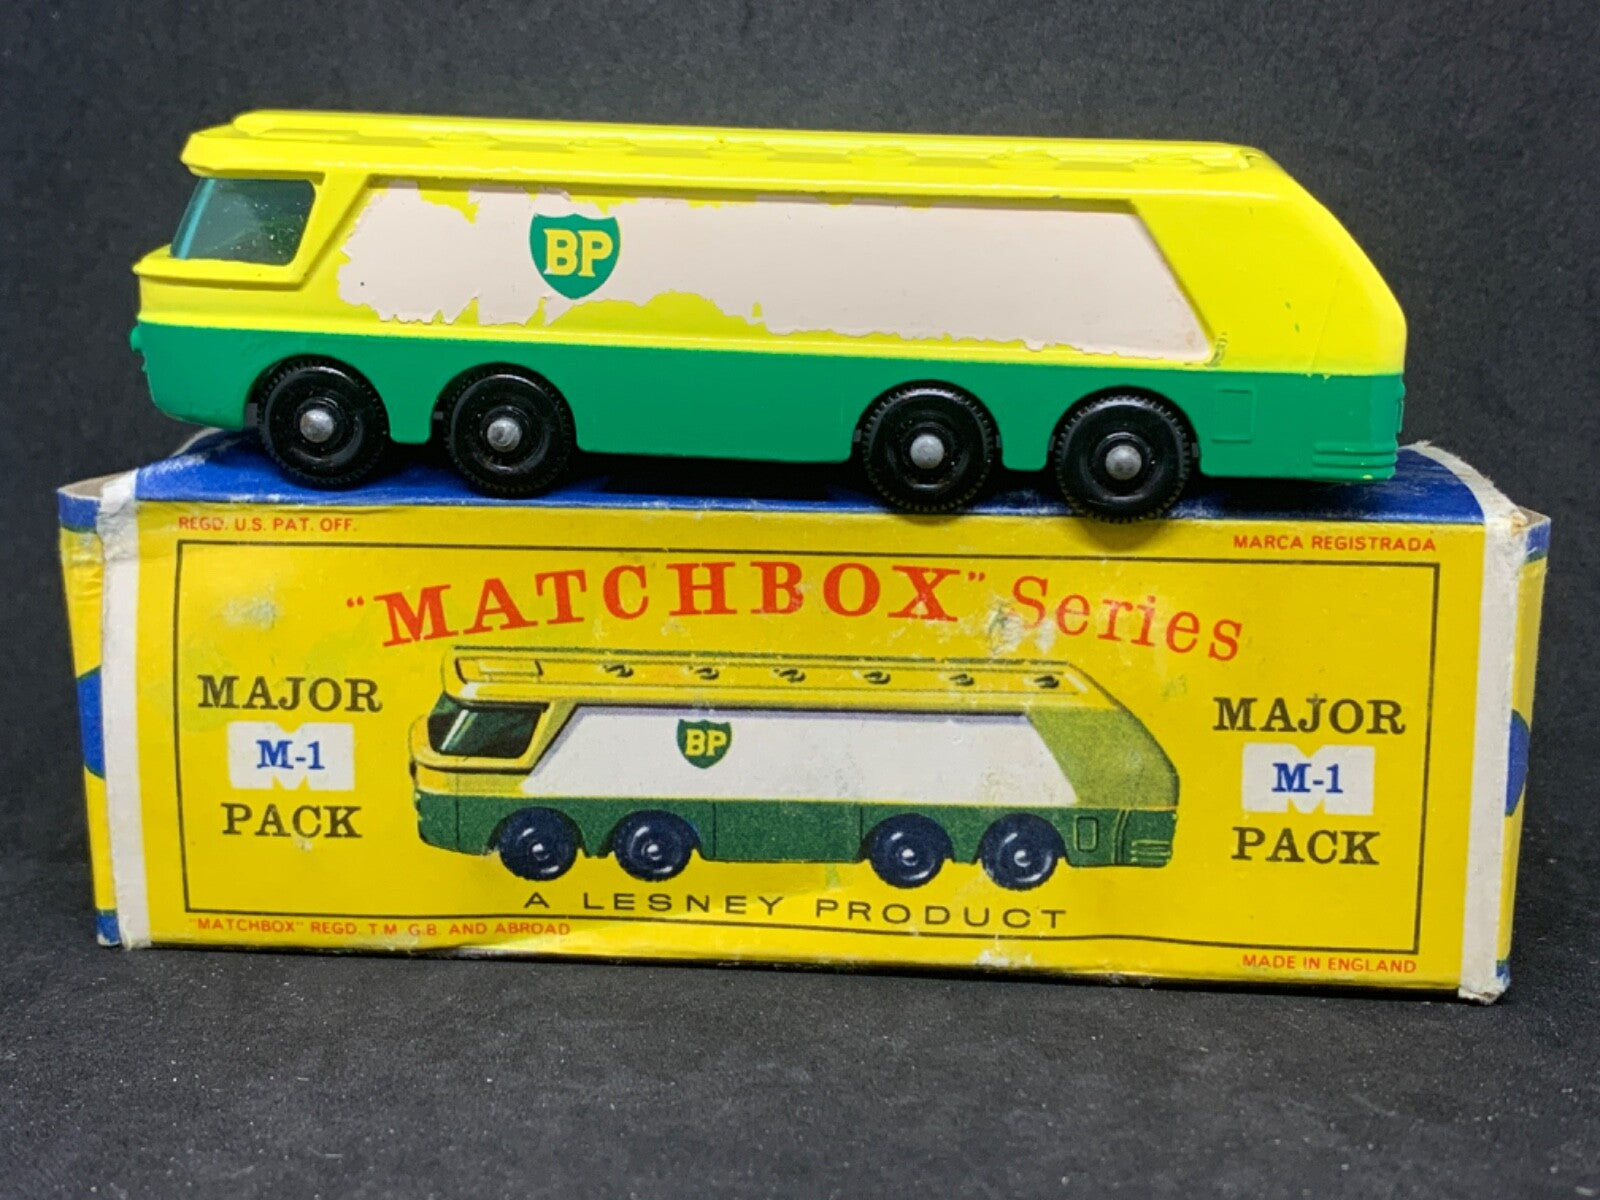 BP
REGD. U.S. PAT. OFF.
MARCA REGISTRADA
"MATCHBOX" Series
MAJOR
M-1
PACK
BP
MAJOR
M-1
PACK
A LESNEY PRODUCT
"MATCHBOX" REGD. T.M. G.B. AND ABROAD
MADE IN ENGLAND